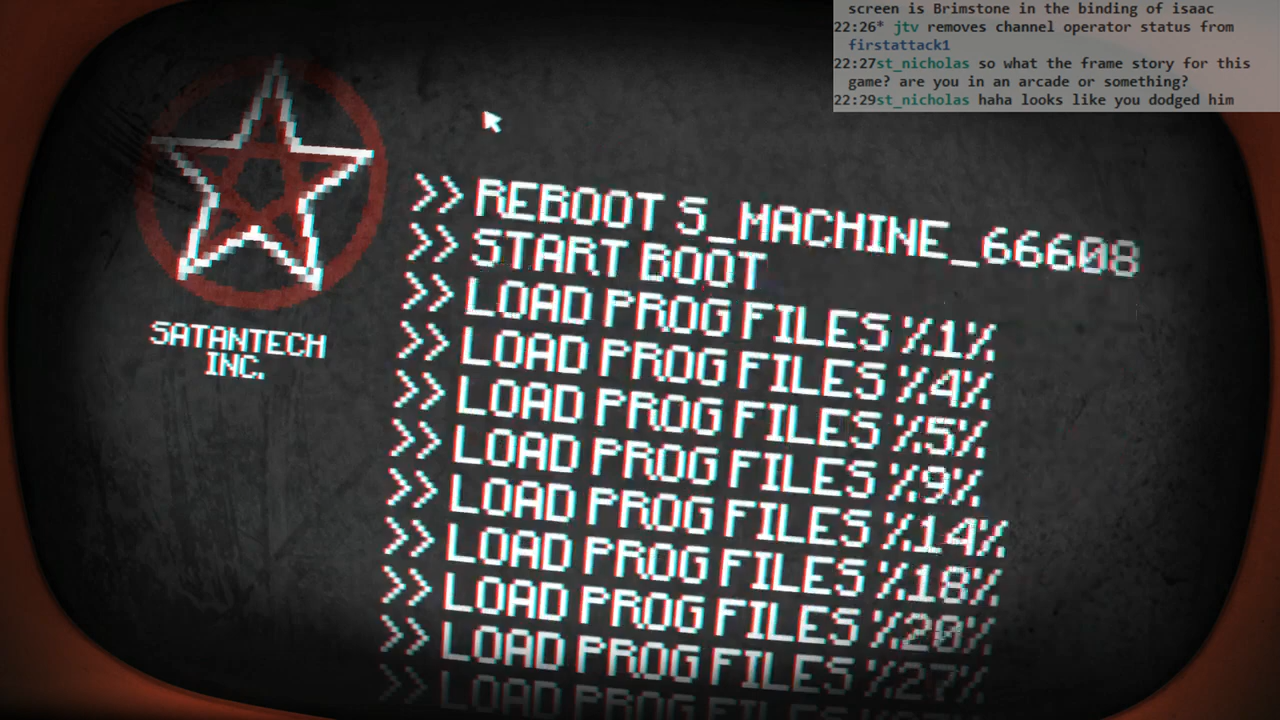 screen is Brimstone in the binding of isaac
22:26* jtv removes channel operator status from
firstattack1
22:27st_nicholas so what the frame story for this
game? are you in an arcade or something?
22:29st_nicholas haha looks like you dodged him
SATANTECH
INC.
>> REBOOT S_MACHINE_66608
>> START BOOT
>> LOAD PROG FILES %1%
>> LOAD PROG FILES %4%
>> LOAD PROG FILES %5%
>> LOAD PROG FILES %9%
>> LOAD PROG FILES %14%
>> LOAD PROG FILES %18%
>> LOAD PROG FILES %20%
>> LOAD PROG FILES %27%
>> LOAD PROG FILES